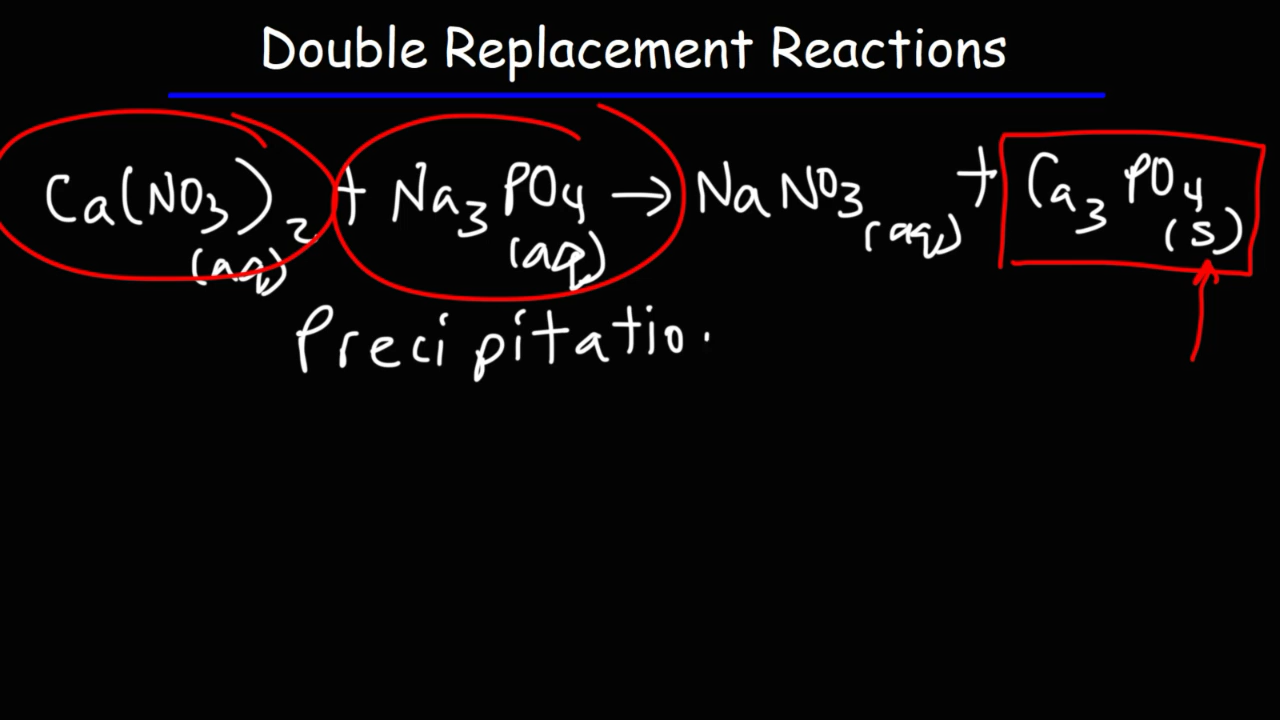 Double Replacement Reactions
Ca(NO₃)₂ (aq) + Na₃PO₄ (aq) → NaNO₃ (aq) + Ca₃PO₄ (s)
Precipitatio